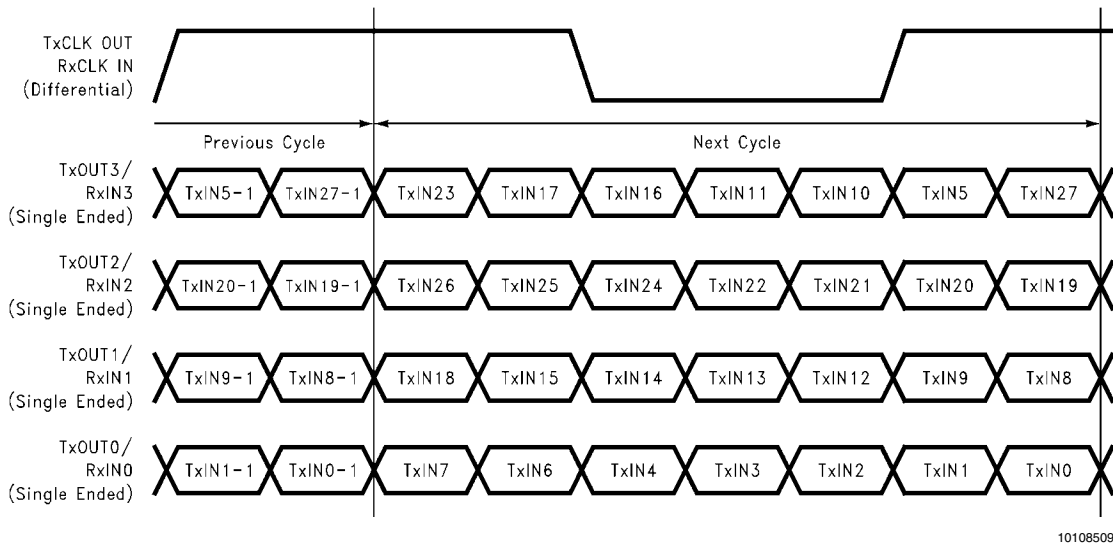 TxCLK OUT
RxCLK IN
(Differential)
Previous Cycle
Next Cycle
TxOUT3/
RxIN3
(Single Ended)
TxIN5-1 TxIN27-1 TxIN23 TxIN17 TxIN16 TxIN11 TxIN10 TxIN5 TxIN27
TxOUT2/
RxIN2
(Single Ended)
TxIN20-1 TxIN19-1 TxIN26 TxIN25 TxIN24 TxIN22 TxIN21 TxIN20 TxIN19
TxOUT1/
RxIN1
(Single Ended)
TxIN9-1 TxIN8-1 TxIN18 TxIN15 TxIN14 TxIN13 TxIN12 TxIN9 TxIN8
TxOUT0/
RxIN0
(Single Ended)
TxIN1-1 TxIN0-1 TxIN7 TxIN6 TxIN4 TxIN3 TxIN2 TxIN1 TxIN0
10108509